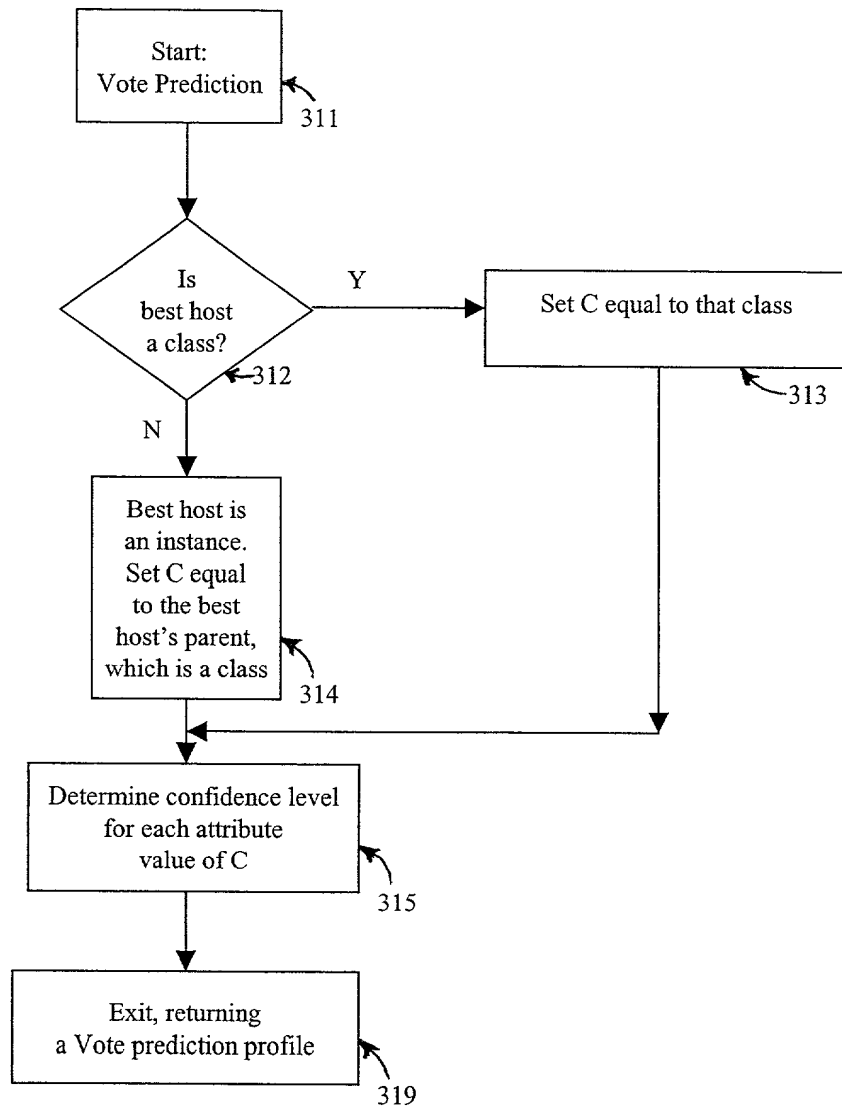 Start:
Vote Prediction
311
Is
best host
a class?
312
Y
Set C equal to that class
313
N
Best host is
an instance.
Set C equal
to the best
host's parent,
which is a class
314
Determine confidence level
for each attribute
value of C
315
Exit, returning
a Vote prediction profile
319